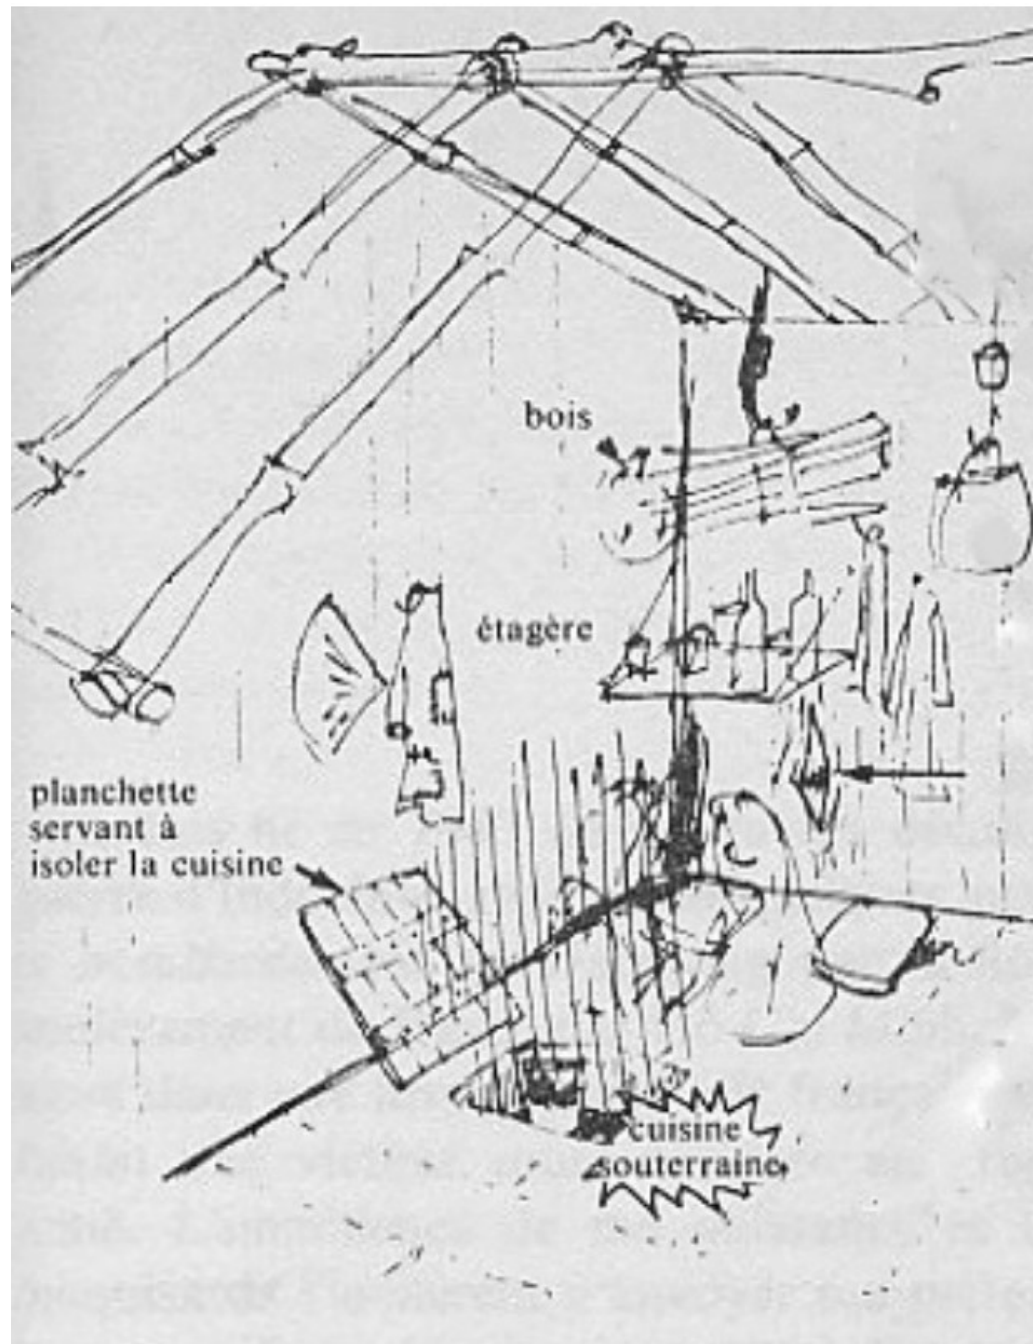 bois
étagère
planchette
servant à
isoler la cuisine
cuisine
souterraine